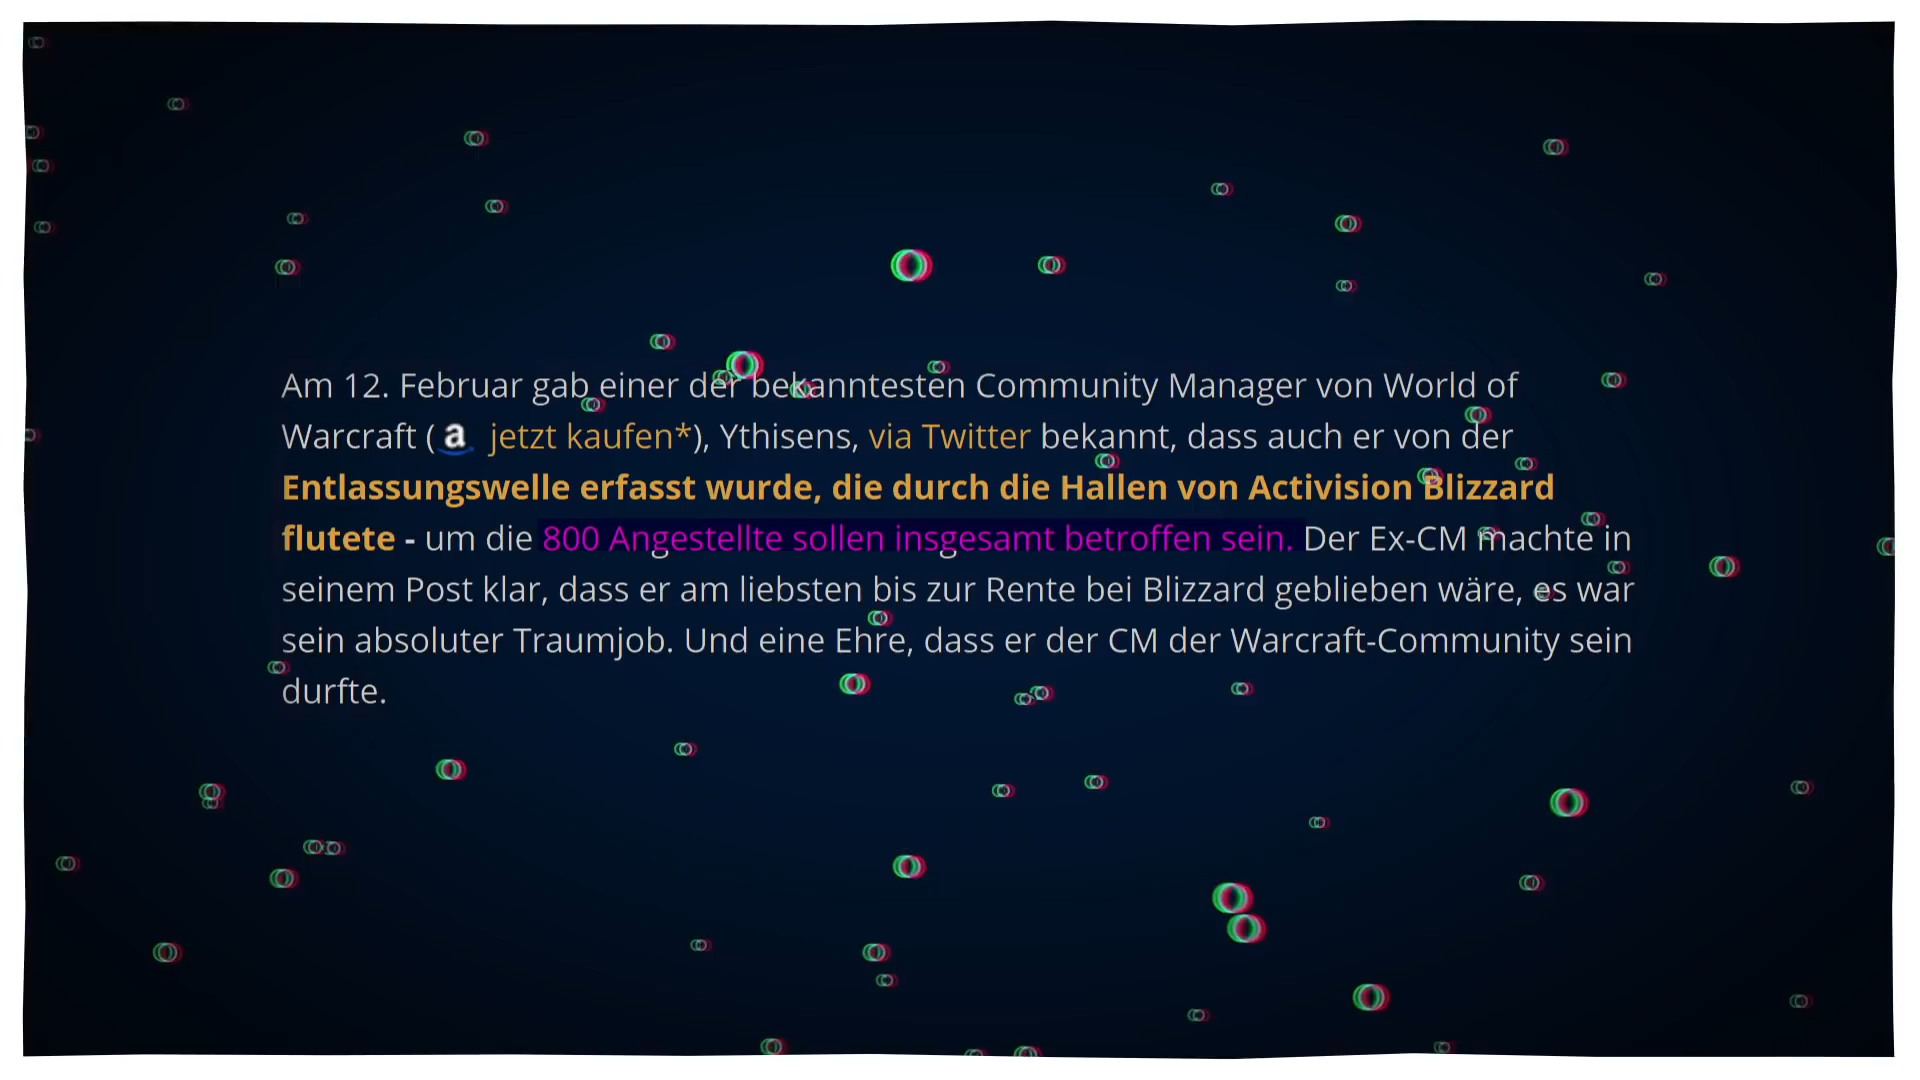 Am 12. Februar gab einer der bekanntesten Community Manager von World of
Warcraft (a jetzt kaufen*), Ythisens, via Twitter bekannt, dass auch er von der
Entlassungswelle erfasst wurde, die durch die Hallen von Activision Blizzard
flutete - um die 800 Angestellte sollen insgesamt betroffen sein. Der Ex-CM machte in
seinem Post klar, dass er am liebsten bis zur Rente bei Blizzard geblieben wäre, es war
sein absoluter Traumjob. Und eine Ehre, dass er der CM der Warcraft-Community sein
durfte.